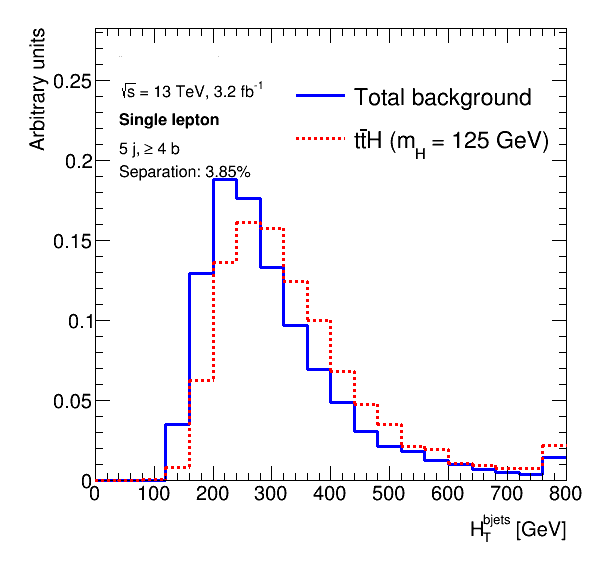 Arbitrary units
0.25
0.2
0.15
0.1
0.05
0
√s = 13 TeV, 3.2 fb⁻¹
Single lepton
5 j, ≥ 4 b
Separation: 3.85%
Total background
tt̄H (m_H = 125 GeV)
0 100 200 300 400 500 600 700 800
H_T^bjets [GeV]